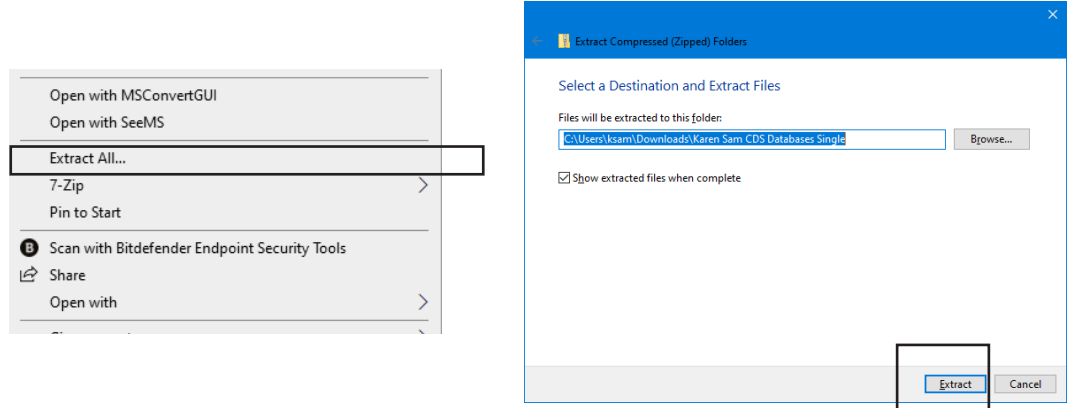 Open with MSConvertGUI
Open with SeeMS
Extract All...
7-Zip
Pin to Start
B Scan with Bitdefender Endpoint Security Tools
Share
Open with
Extract Compressed (Zipped) Folders
Select a Destination and Extract Files
Files will be extracted to this folder:
C:\Users\ksam\Downloads\Karen Sam CDS Databases Single
Browse...
Show extracted files when complete
Extract
Cancel